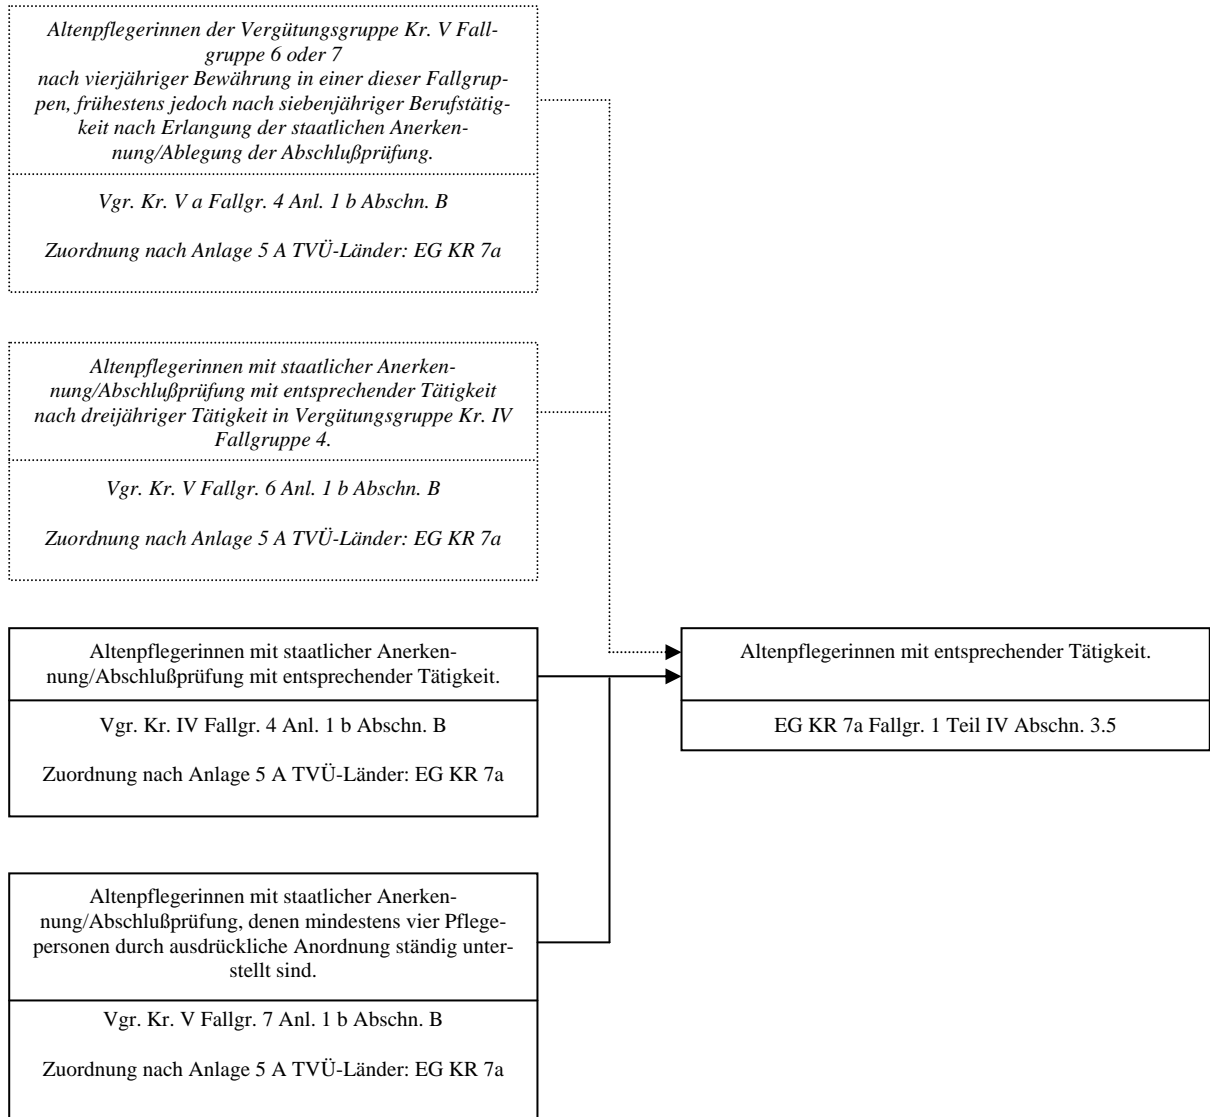 Altenpflegerinnen der Vergütungsgruppe Kr. V Fall-
gruppe 6 oder 7
nach vierjähriger Bewährung in einer dieser Fallgrup-
pen, frühestens jedoch nach siebenjähriger Berufstätig-
keit nach Erlangung der staatlichen Anerken-
nung/Ablegung der Abschlußprüfung.
Vgr. Kr. V a Fallgr. 4 Anl. 1 b Abschn. B
Zuordnung nach Anlage 5 A TVÜ-Länder: EG KR 7a
Altenpflegerinnen mit staatlicher Anerken-
nung/Abschlußprüfung mit entsprechender Tätigkeit
nach dreijähriger Tätigkeit in Vergütungsgruppe Kr. IV
Fallgruppe 4.
Vgr. Kr. V Fallgr. 6 Anl. 1 b Abschn. B
Zuordnung nach Anlage 5 A TVÜ-Länder: EG KR 7a
Altenpflegerinnen mit staatlicher Anerken-
nung/Abschlußprüfung mit entsprechender Tätigkeit.
Vgr. Kr. IV Fallgr. 4 Anl. 1 b Abschn. B
Zuordnung nach Anlage 5 A TVÜ-Länder: EG KR 7a
Altenpflegerinnen mit entsprechender Tätigkeit.
EG KR 7a Fallgr. 1 Teil IV Abschn. 3.5
Altenpflegerinnen mit staatlicher Anerken-
nung/Abschlußprüfung, denen mindestens vier Pflege-
personen durch ausdrückliche Anordnung ständig unter-
stellt sind.
Vgr. Kr. V Fallgr. 7 Anl. 1 b Abschn. B
Zuordnung nach Anlage 5 A TVÜ-Länder: EG KR 7a